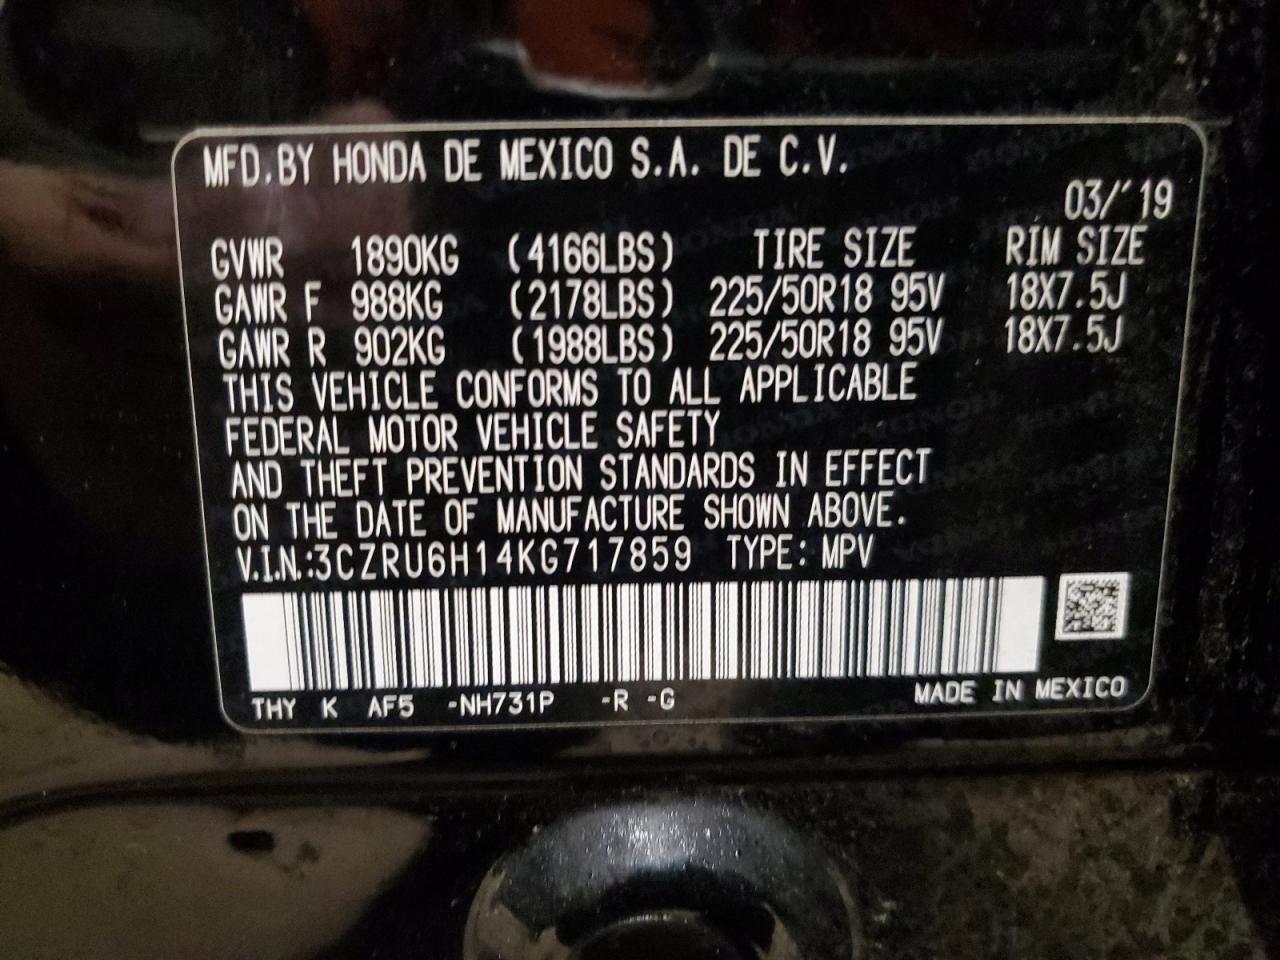 MFD.BY HONDA DE MEXICO S.A. DE C.V.
03/'19
GVWR 1890KG (4166LBS) TIRE SIZE RIM SIZE
GAWR F 988KG (2178LBS) 225/50R18 95V 18X7.5J
GAWR R 902KG (1988LBS) 225/50R18 95V 18X7.5J
THIS VEHICLE CONFORMS TO ALL APPLICABLE
FEDERAL MOTOR VEHICLE SAFETY
AND THEFT PREVENTION STANDARDS IN EFFECT
ON THE DATE OF MANUFACTURE SHOWN ABOVE.
V.I.N.:3CZRU6H14KG717859 TYPE: MPV
THY K AF5 -NH731P -R -G MADE IN MEXICO